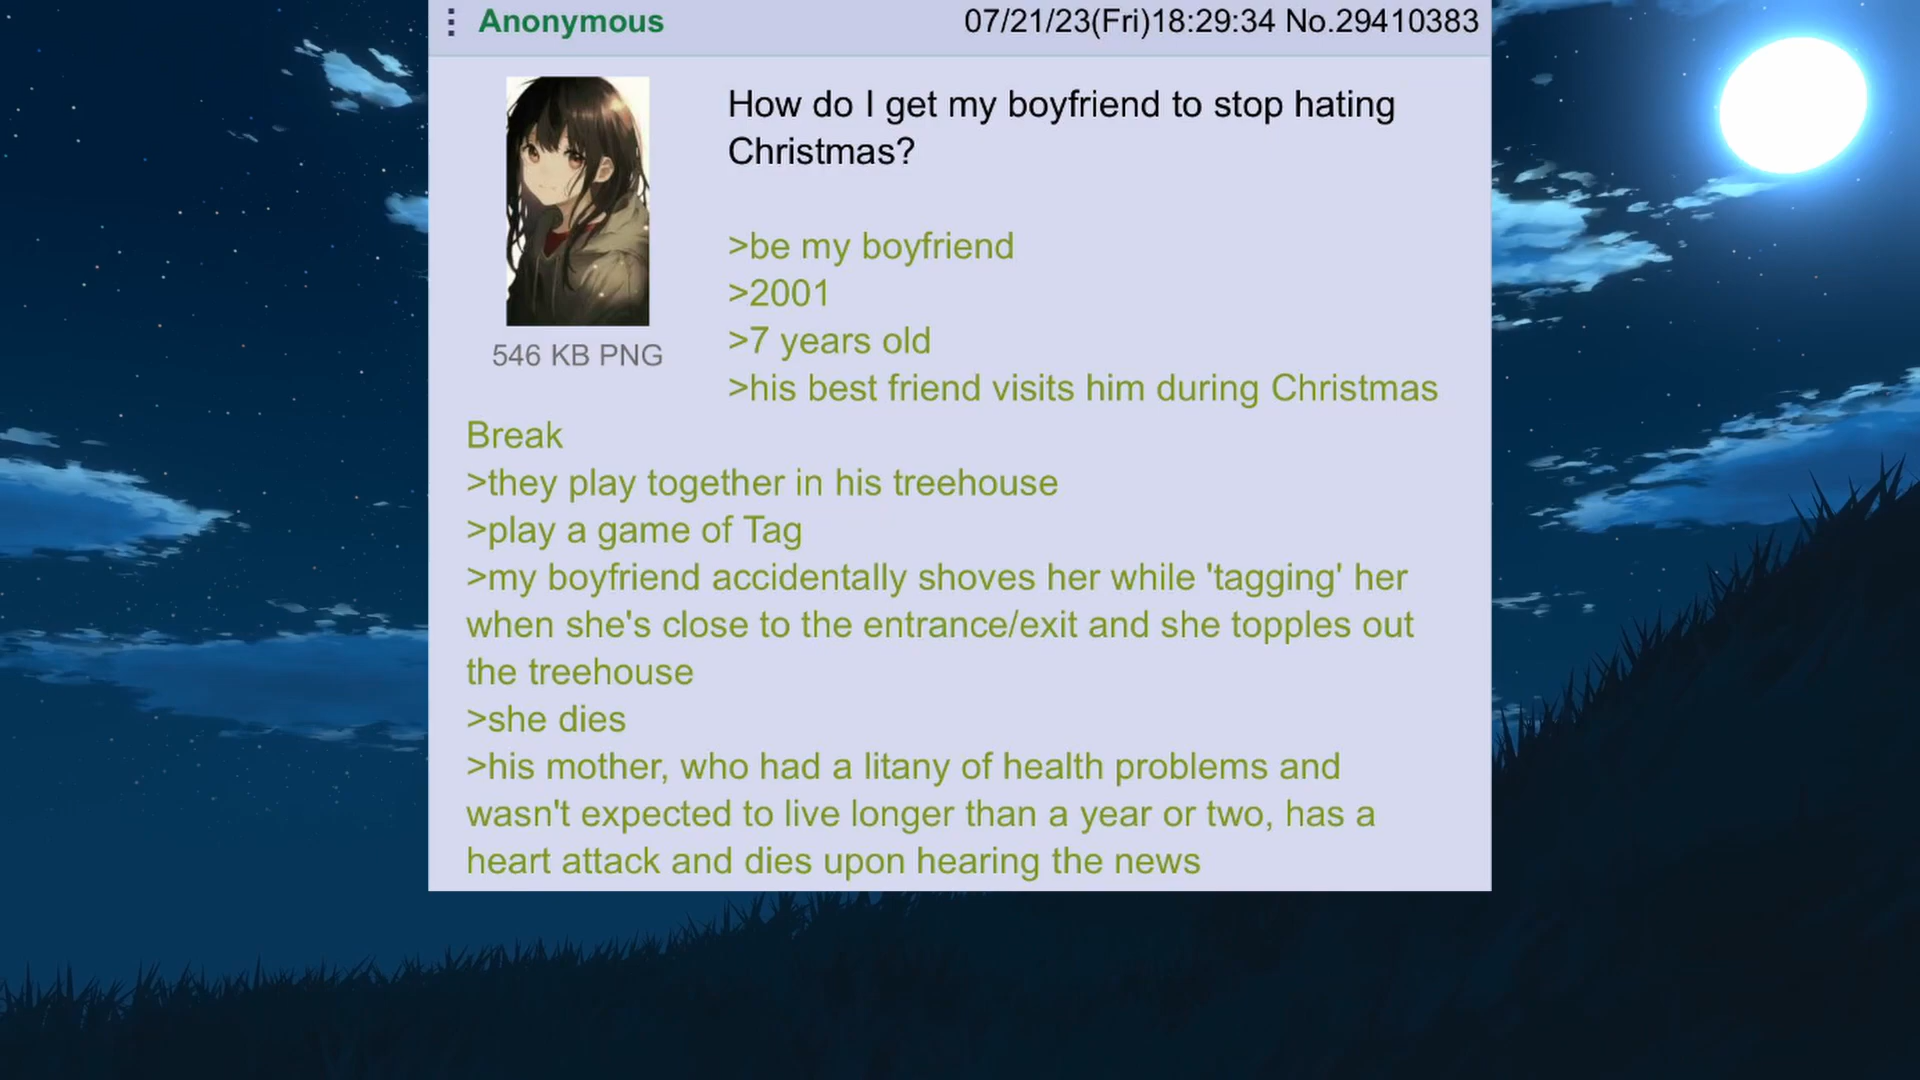 Anonymous 07/21/23(Fri)18:29:34 No.29410383
How do I get my boyfriend to stop hating
Christmas?
>be my boyfriend
>2001
>7 years old
546 KB PNG
>his best friend visits him during Christmas
Break
>they play together in his treehouse
>play a game of Tag
>my boyfriend accidentally shoves her while 'tagging' her
when she's close to the entrance/exit and she topples out
the treehouse
>she dies
>his mother, who had a litany of health problems and
wasn't expected to live longer than a year or two, has a
heart attack and dies upon hearing the news